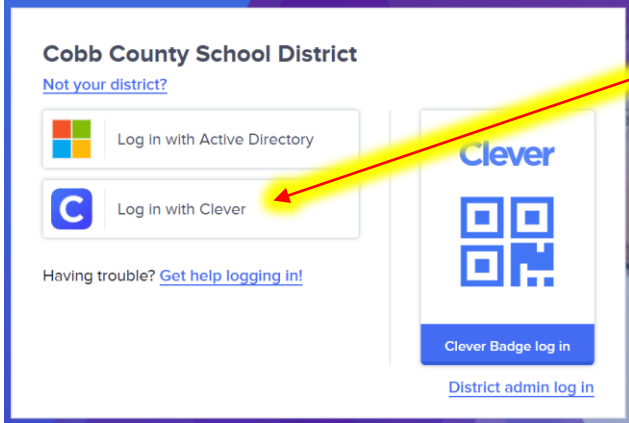 Cobb County School District
Not your district?
Log in with Active Directory
C
Log in with Clever
Having trouble? Get help logging in!
Clever
Clever Badge log in
District admin log in